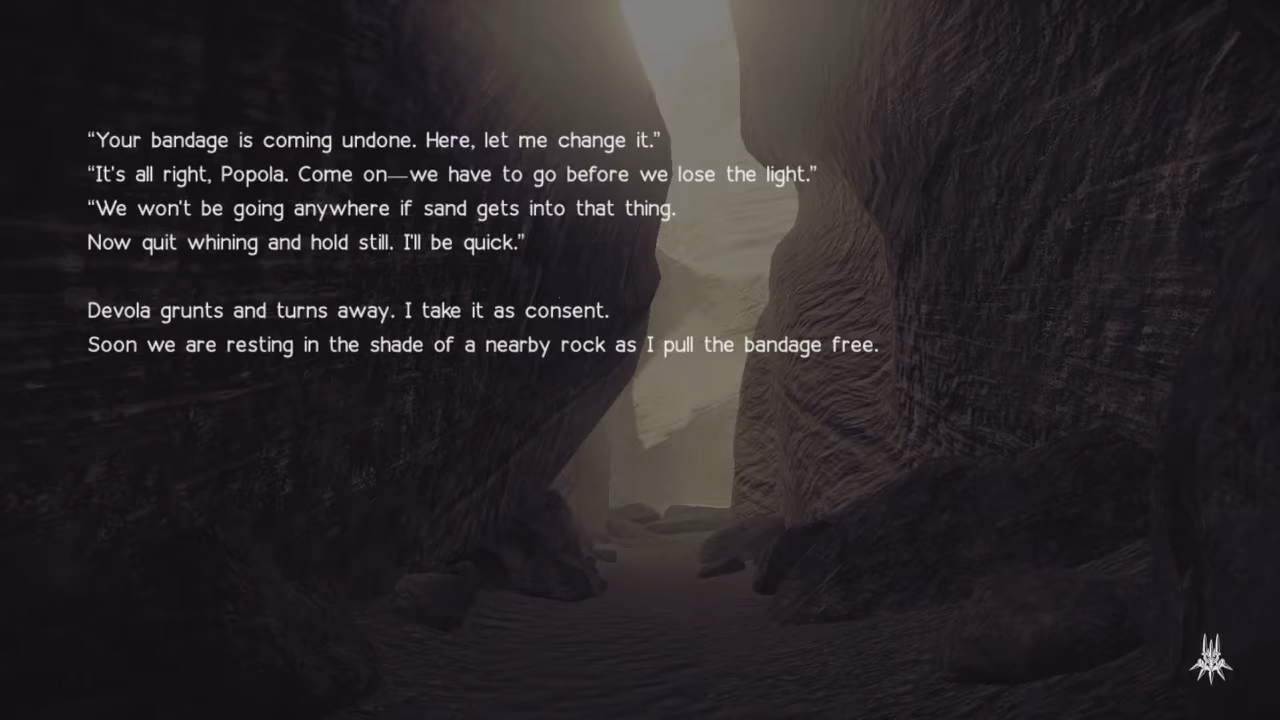 “Your bandage is coming undone. Here, let me change it.”
“It's all right, Popola. Come on—we have to go before we lose the light.”
“We won't be going anywhere if sand gets into that thing.
Now quit whining and hold still. I'll be quick.”
Devola grunts and turns away. I take it as consent.
Soon we are resting in the shade of a nearby rock as I pull the bandage free.